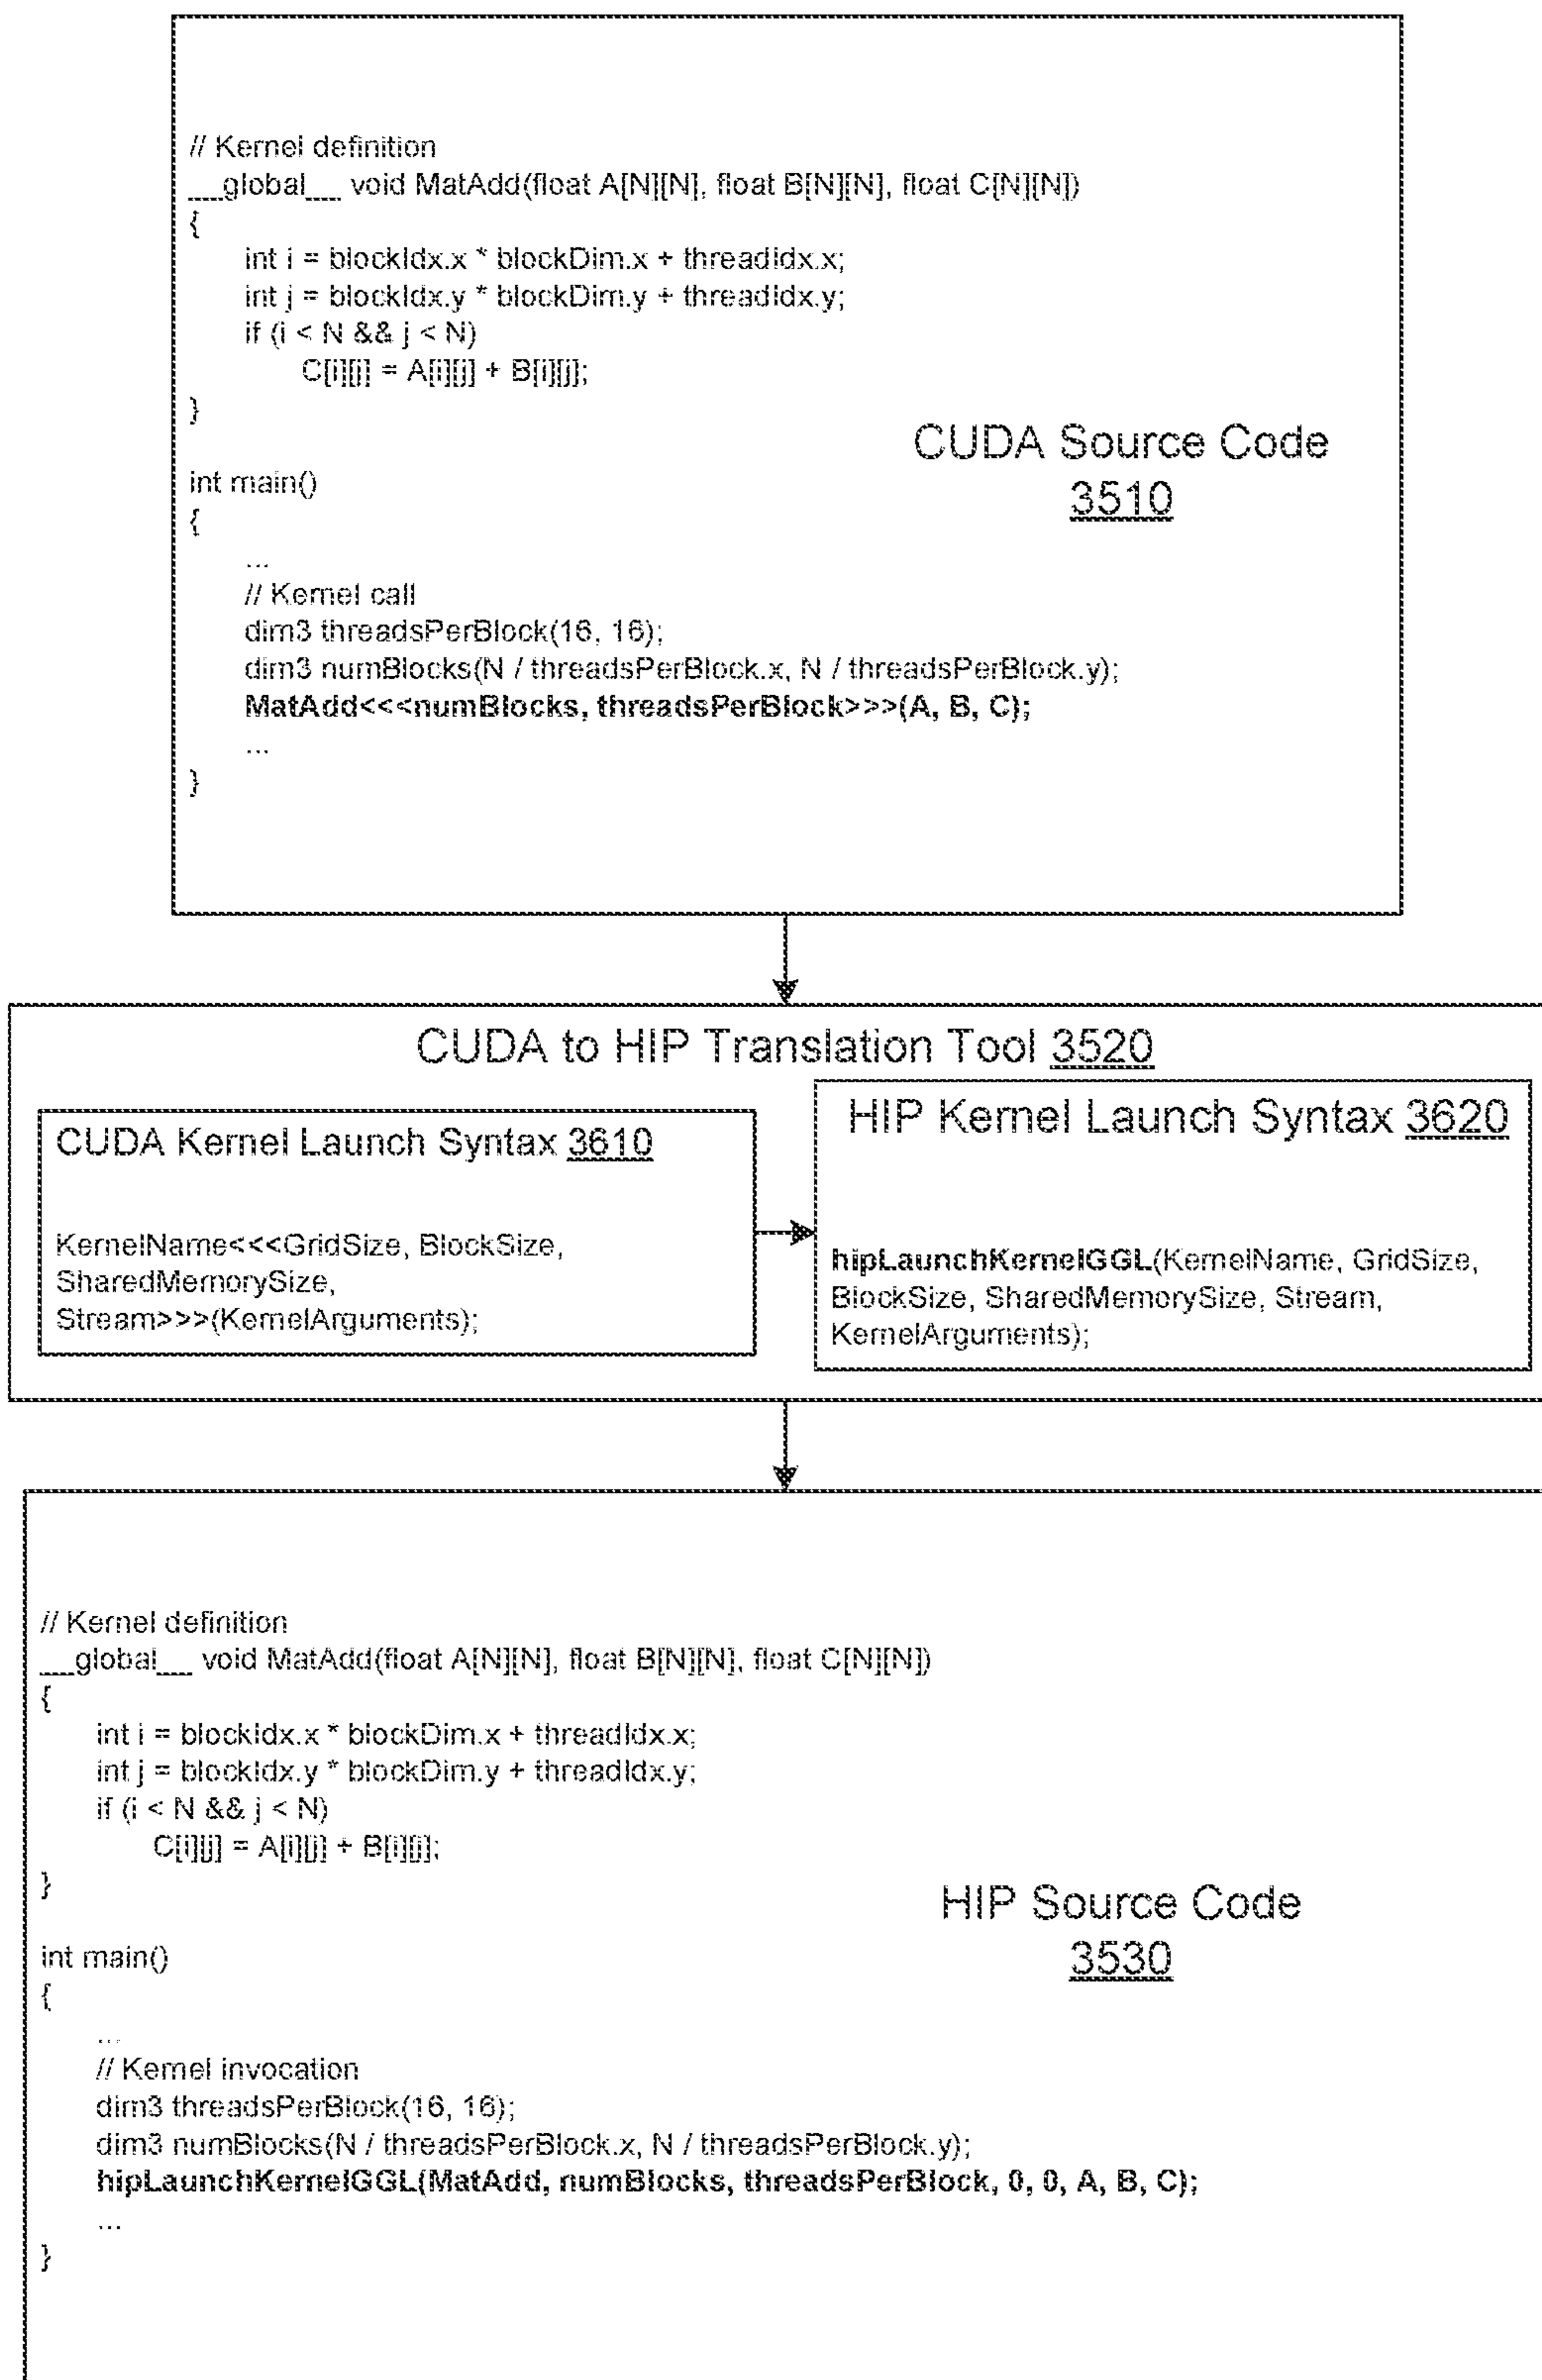 // Kernel definition
__global__ void MatAdd(float A[N][N], float B[N][N], float C[N][N])
{
int i = blockIdx.x * blockDim.x + threadIdx.x;
int j = blockIdx.y * blockDim.y + threadIdx.y;
if (i < N && j < N)
C[i][j] = A[i][j] + B[i][j];
}
CUDA Source Code
3510
int main()
{
...
// Kernel call
dim3 threadsPerBlock(16, 16);
dim3 numBlocks(N / threadsPerBlock.x, N / threadsPerBlock.y);
MatAdd<<<numBlocks, threadsPerBlock>>>(A, B, C);
...
}
CUDA to HIP Translation Tool 3520
CUDA Kernel Launch Syntax 3610
KernelName<<<GridSize, BlockSize,
SharedMemorySize,
Stream>>>(KernelArguments);
HIP Kernel Launch Syntax 3620
hipLaunchKernelGGL(KernelName, GridSize,
BlockSize, SharedMemorySize, Stream,
KernelArguments);
// Kernel definition
__global__ void MatAdd(float A[N][N], float B[N][N], float C[N][N])
{
int i = blockIdx.x * blockDim.x + threadIdx.x;
int j = blockIdx.y * blockDim.y + threadIdx.y;
if (i < N && j < N)
C[i][j] = A[i][j] + B[i][j];
}
HIP Source Code
3530
int main()
{
...
// Kernel invocation
dim3 threadsPerBlock(16, 16);
dim3 numBlocks(N / threadsPerBlock.x, N / threadsPerBlock.y);
hipLaunchKernelGGL(MatAdd, numBlocks, threadsPerBlock, 0, 0, A, B, C);
...
}